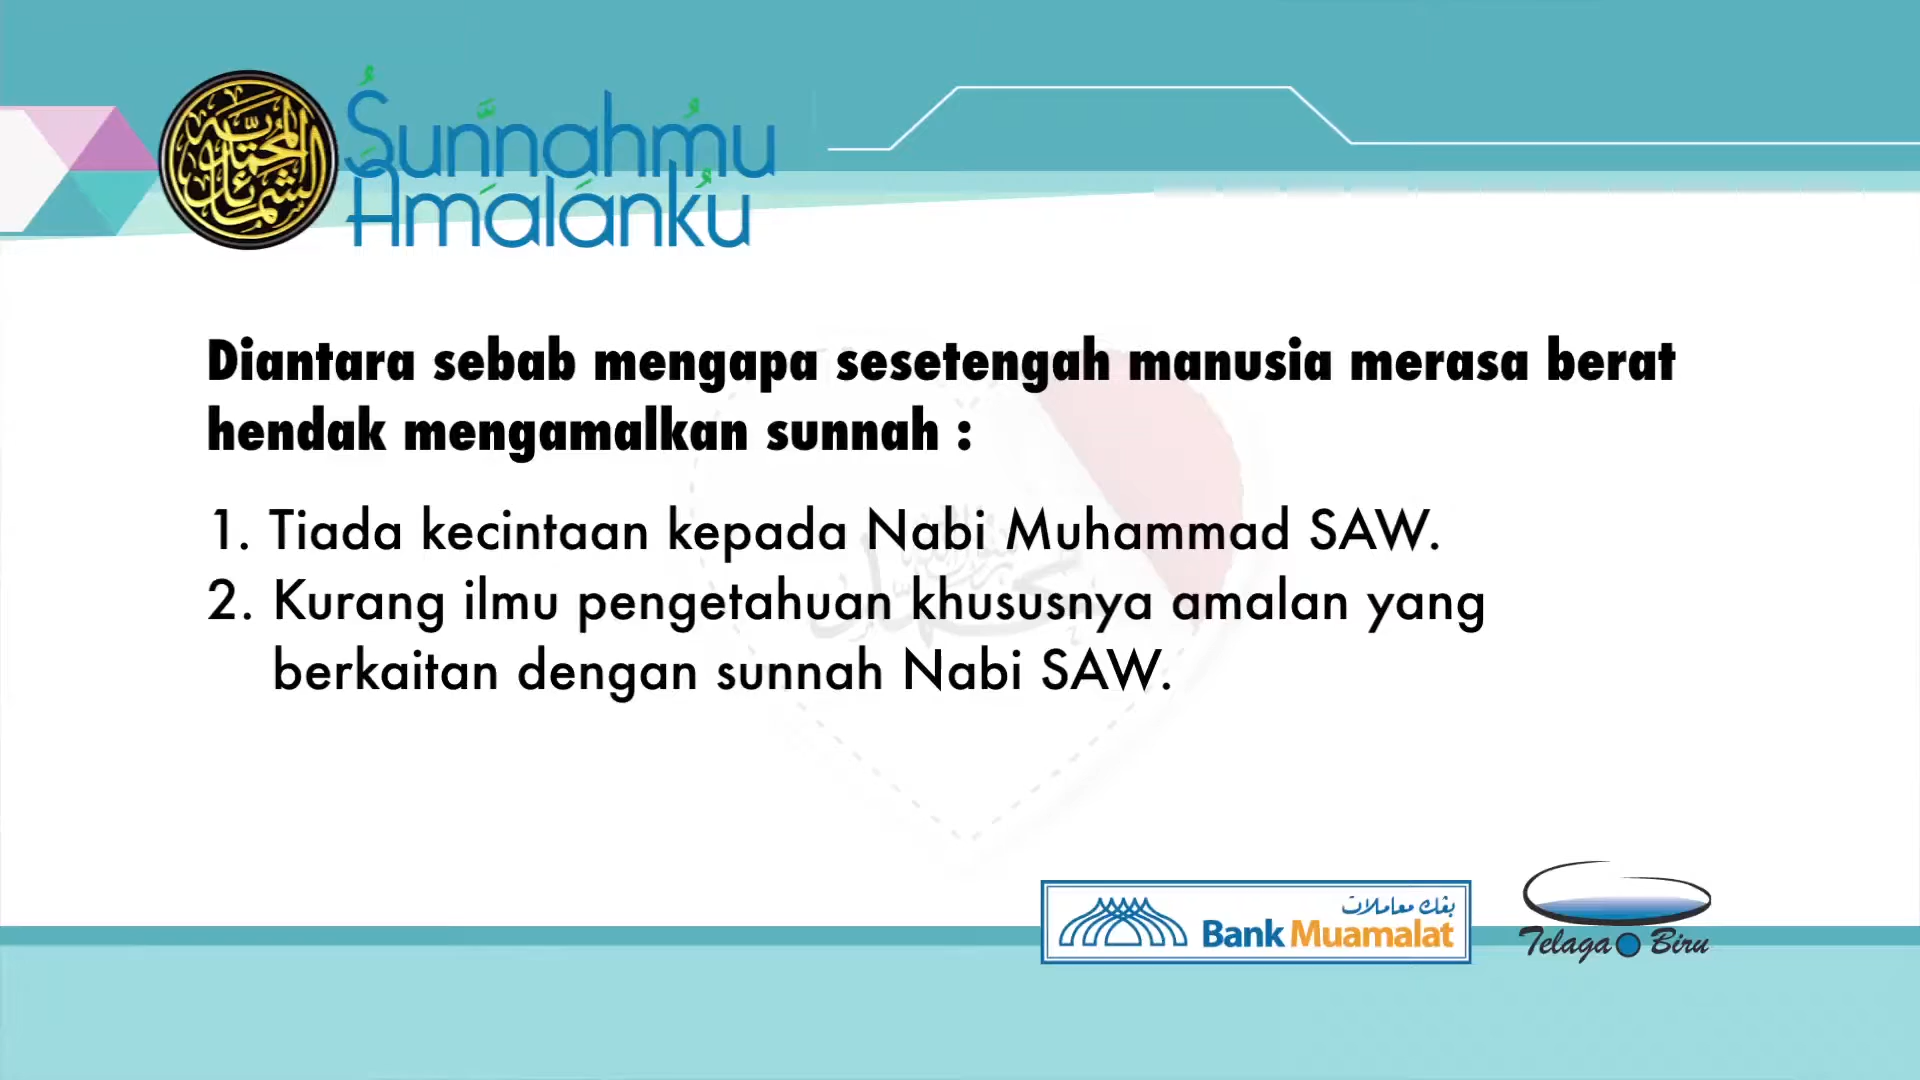 Sunnahmu
Amalanku
Diantara sebab mengapa sesetengah manusia merasa berat
hendak mengamalkan sunnah :
1. Tiada kecintaan kepada Nabi Muhammad SAW.
2. Kurang ilmu pengetahuan khususnya amalan yang
berkaitan dengan sunnah Nabi SAW.
بڠك معاملات
Bank Muamalat
Telaga Biru